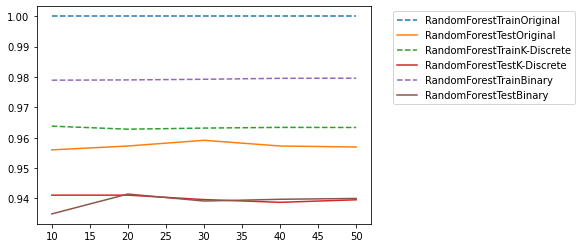 1.00
0.99
0.98
0.97
0.96
0.95
0.94
10 15 20 25 30 35 40 45 50
RandomForestTrainOriginal
RandomForestTestOriginal
RandomForestTrainK-Discrete
RandomForestTestK-Discrete
RandomForestTrainBinary
RandomForestTestBinary